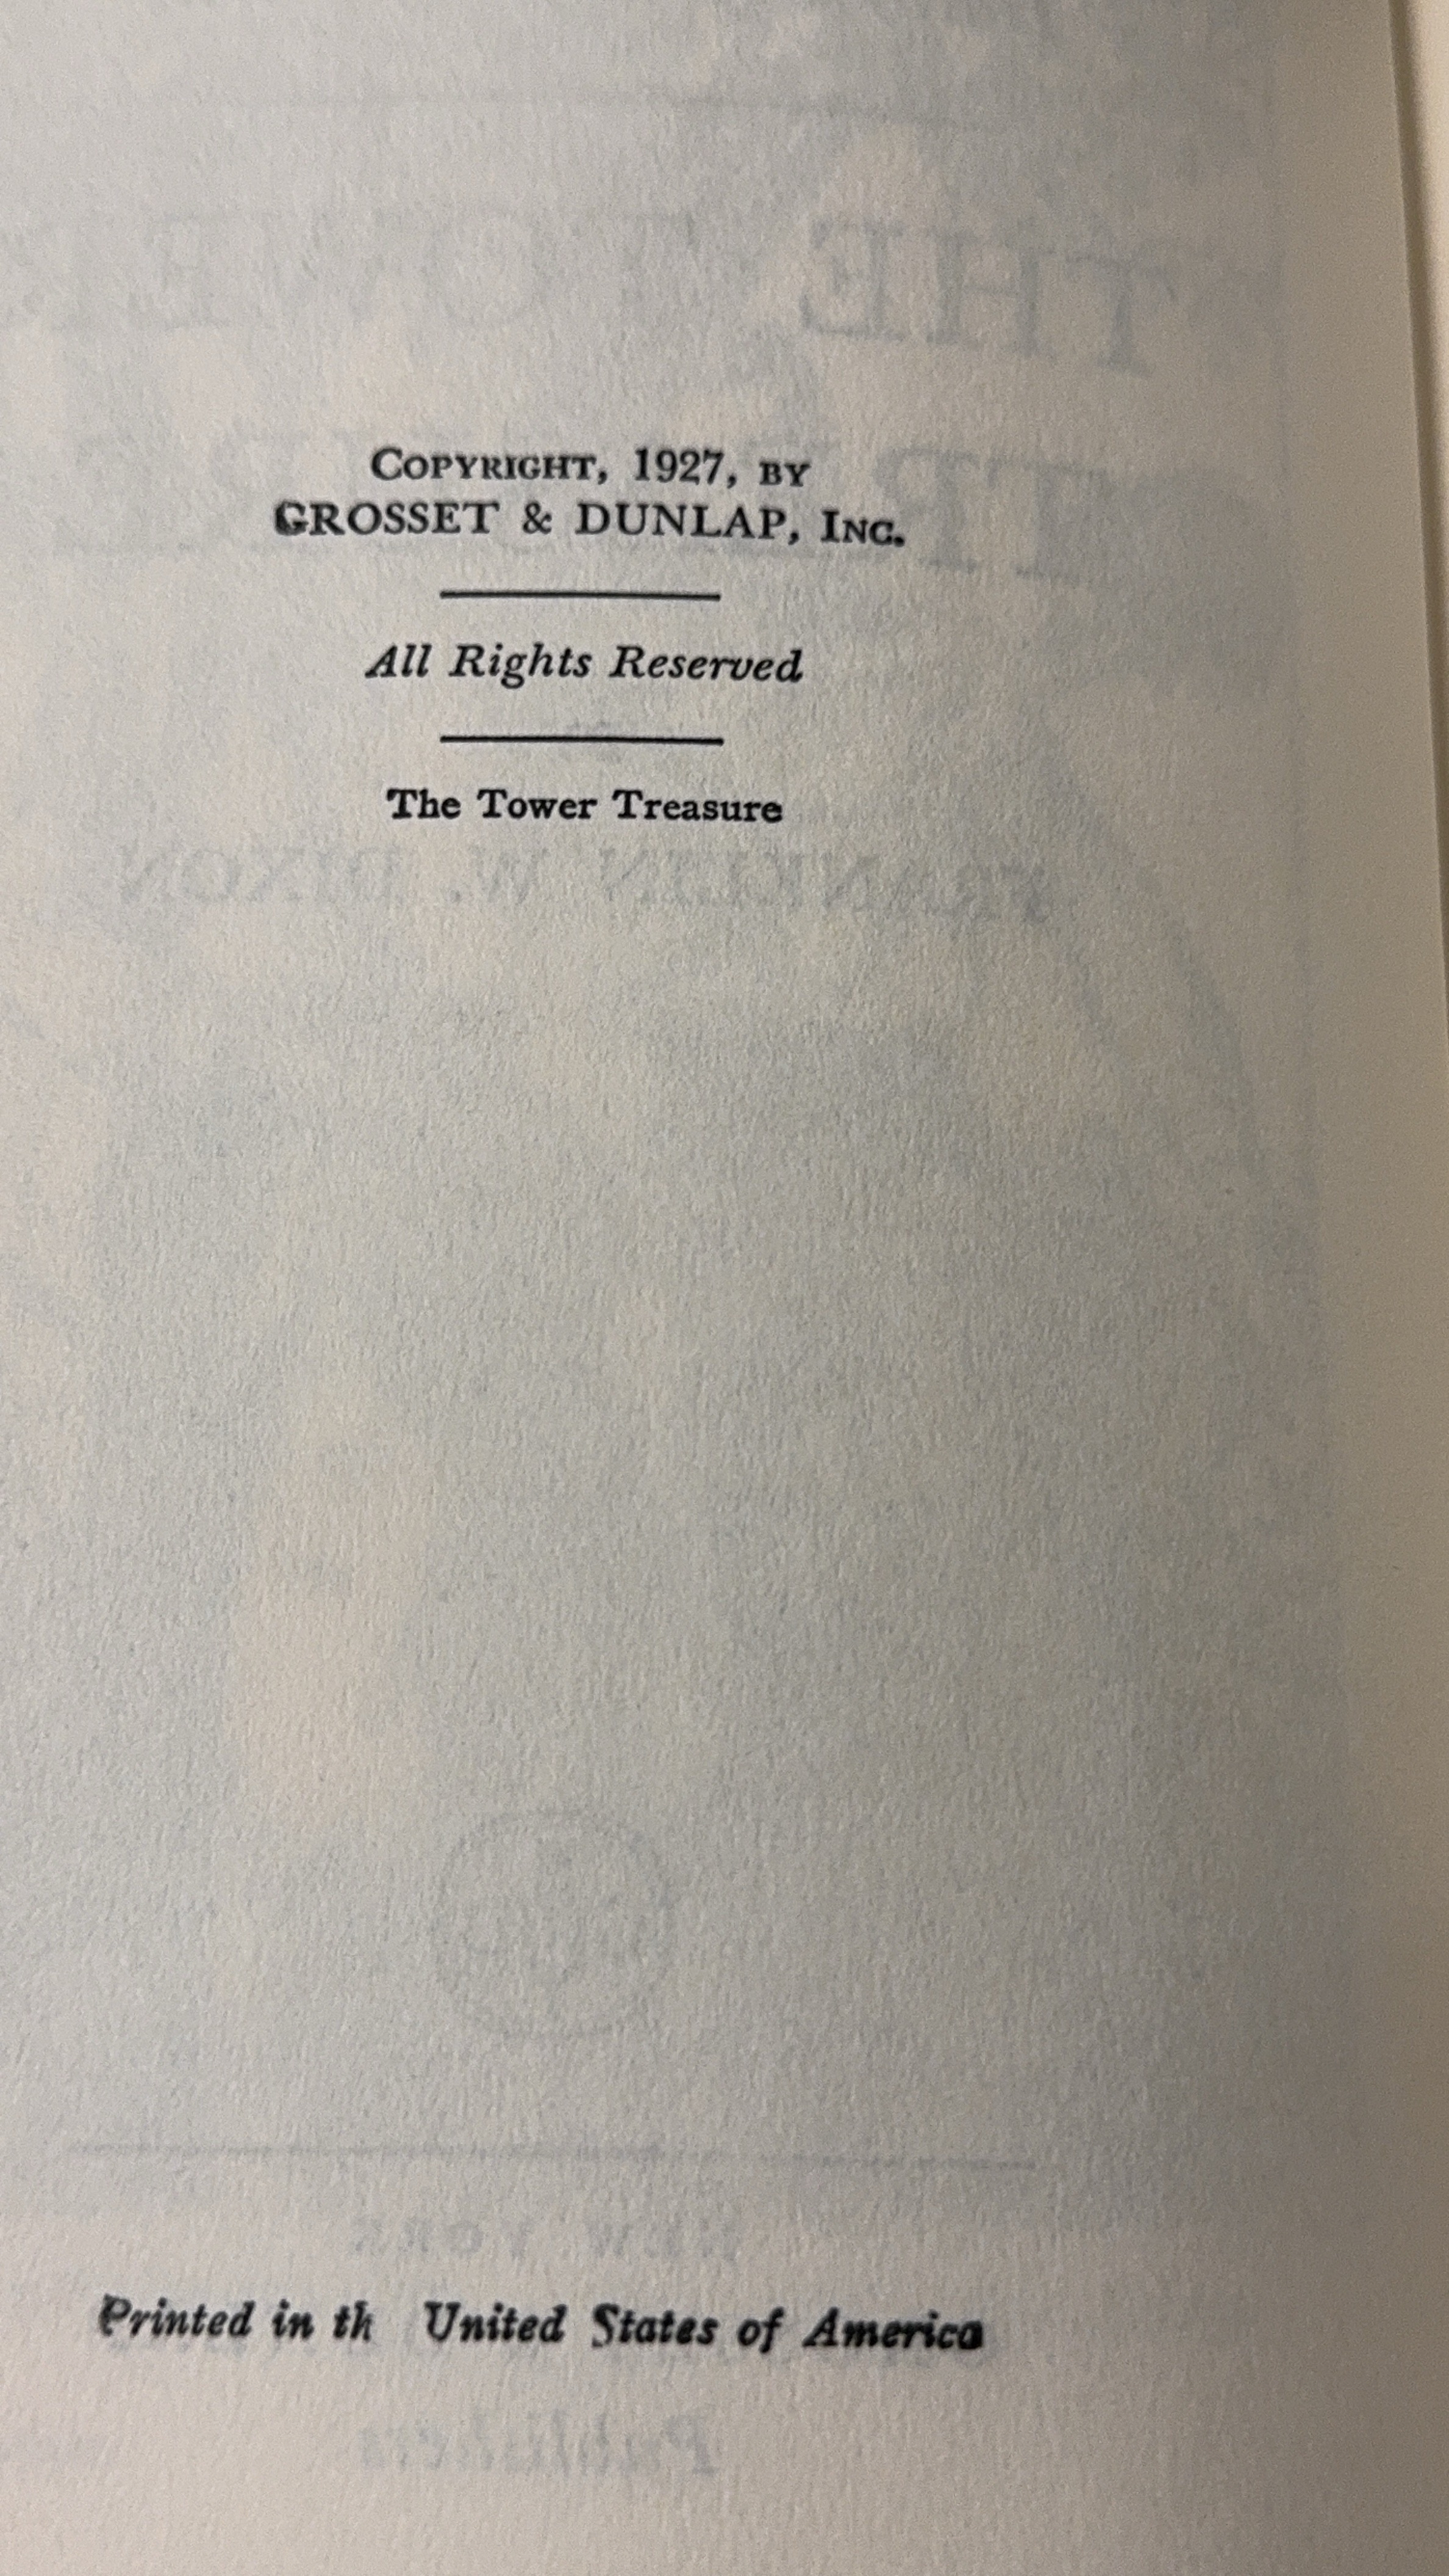 COPYRIGHT, 1927, BY
GROSSET & DUNLAP, INC.
All Rights Reserved
The Tower Treasure
Printed in th United States of America